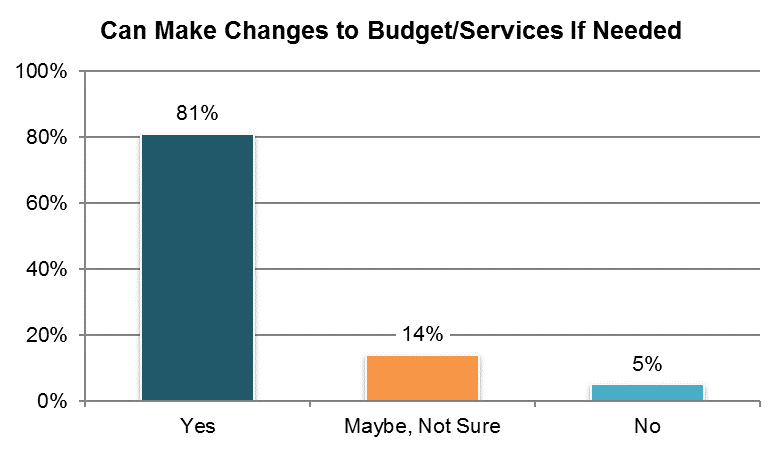 Can Make Changes to Budget/Services If Needed
100%
80%
60%
40%
20%
0%
81%
14%
5%
Yes
Maybe, Not Sure
No